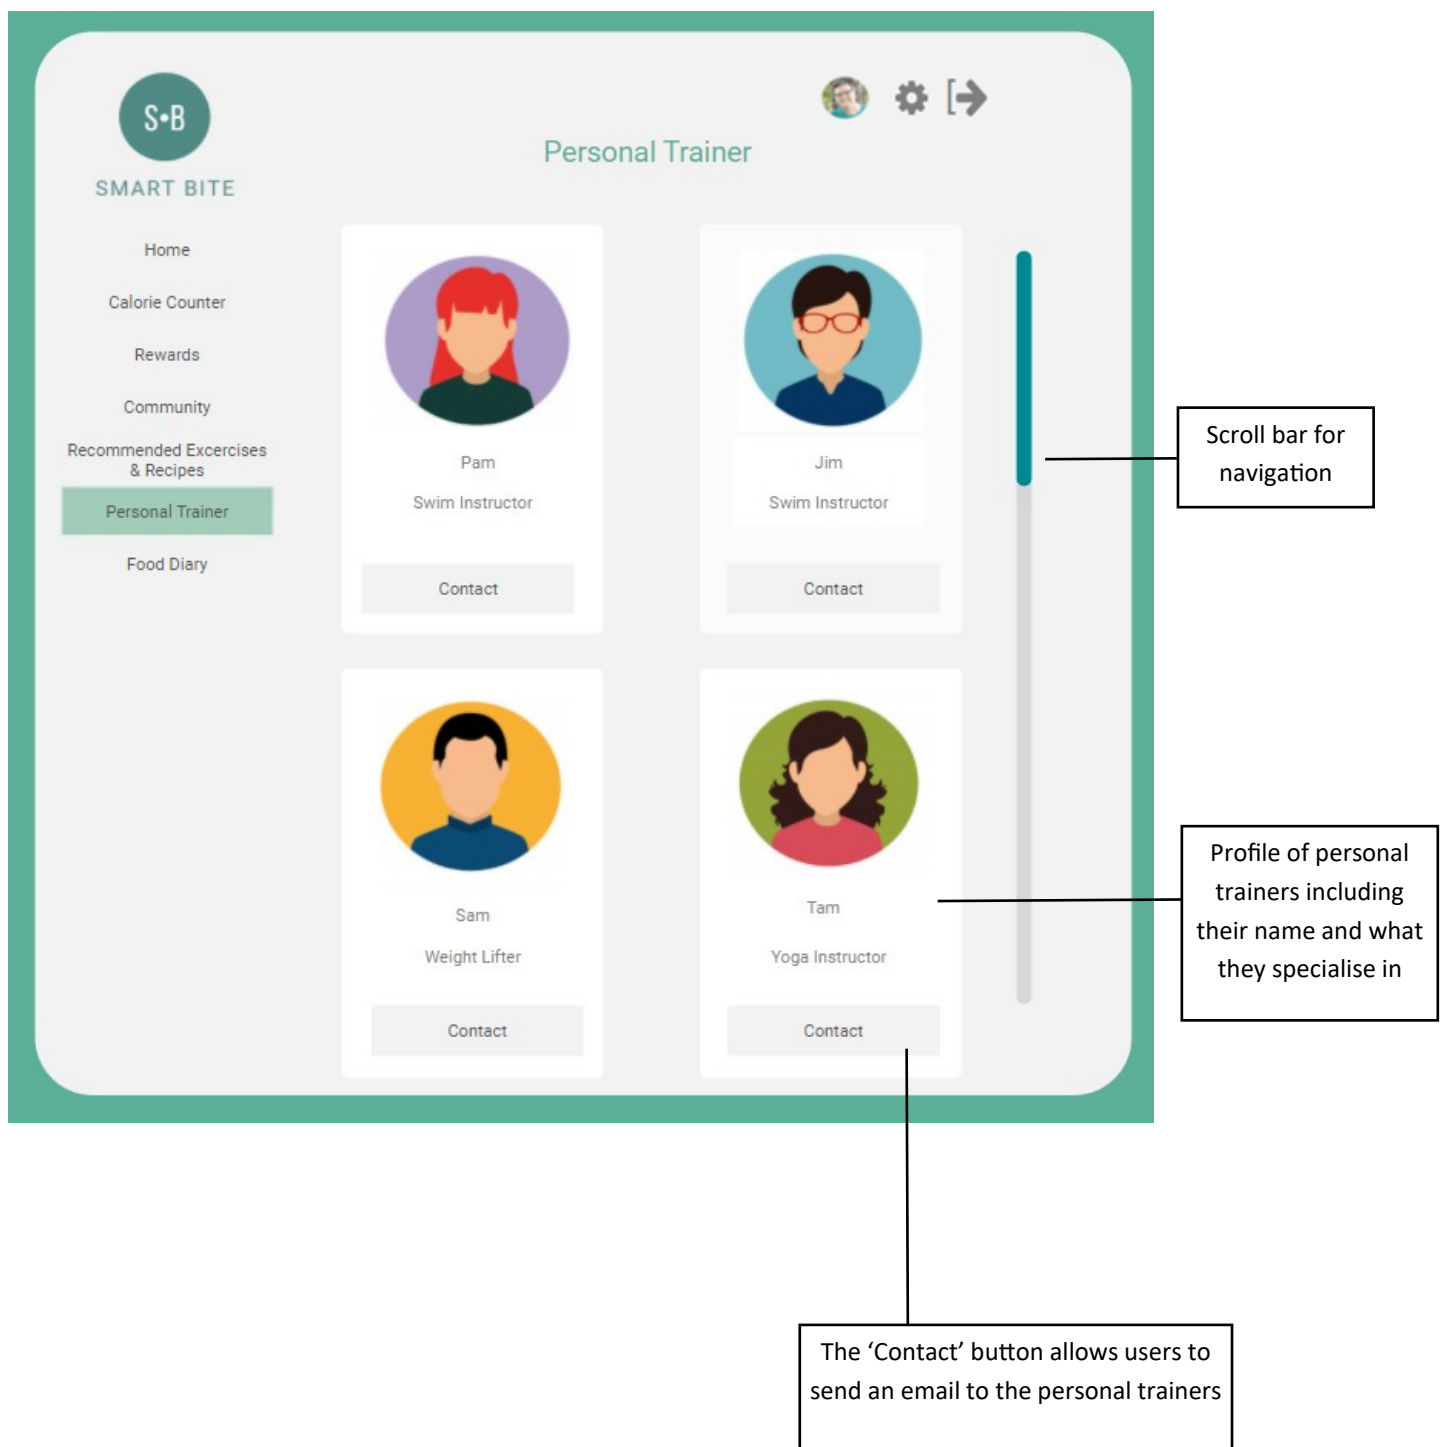 S•B
SMART BITE
Personal Trainer
Home
Calorie Counter
Rewards
Community
Recommended Excercises
& Recipes
Personal Trainer
Food Diary
Pam
Swim Instructor
Contact
Jim
Swim Instructor
Contact
Sam
Weight Lifter
Contact
Tam
Yoga Instructor
Contact
Scroll bar for
navigation
Profile of personal
trainers including
their name and what
they specialise in
The ‘Contact’ button allows users to
send an email to the personal trainers